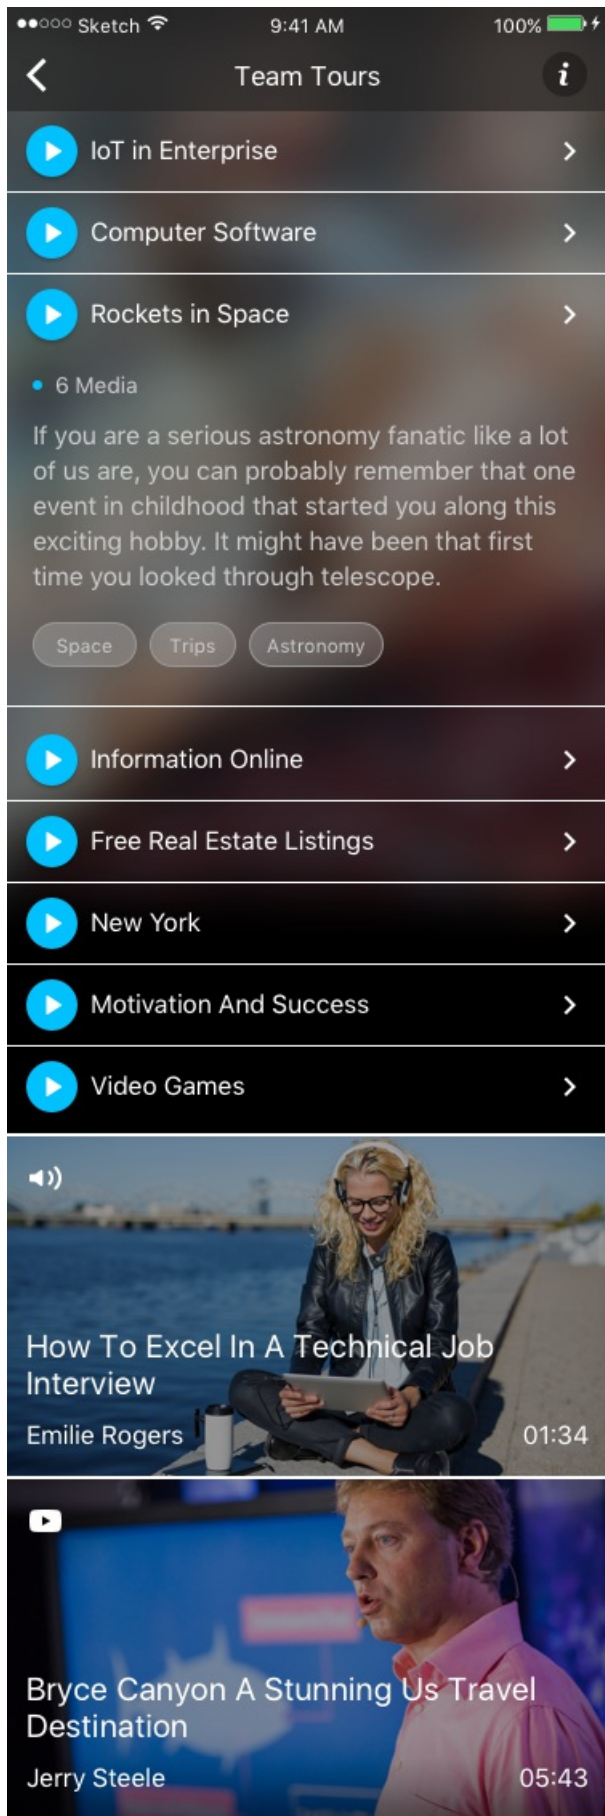 Sketch 9:41 AM 100%
Team Tours
IoT in Enterprise
Computer Software
Rockets in Space
6 Media
If you are a serious astronomy fanatic like a lot
of us are, you can probably remember that one
event in childhood that started you along this
exciting hobby. It might have been that first
time you looked through telescope.
Space Trips Astronomy
Information Online
Free Real Estate Listings
New York
Motivation And Success
Video Games
How To Excel In A Technical Job
Interview
Emilie Rogers 01:34
Bryce Canyon A Stunning Us Travel
Destination
Jerry Steele 05:43